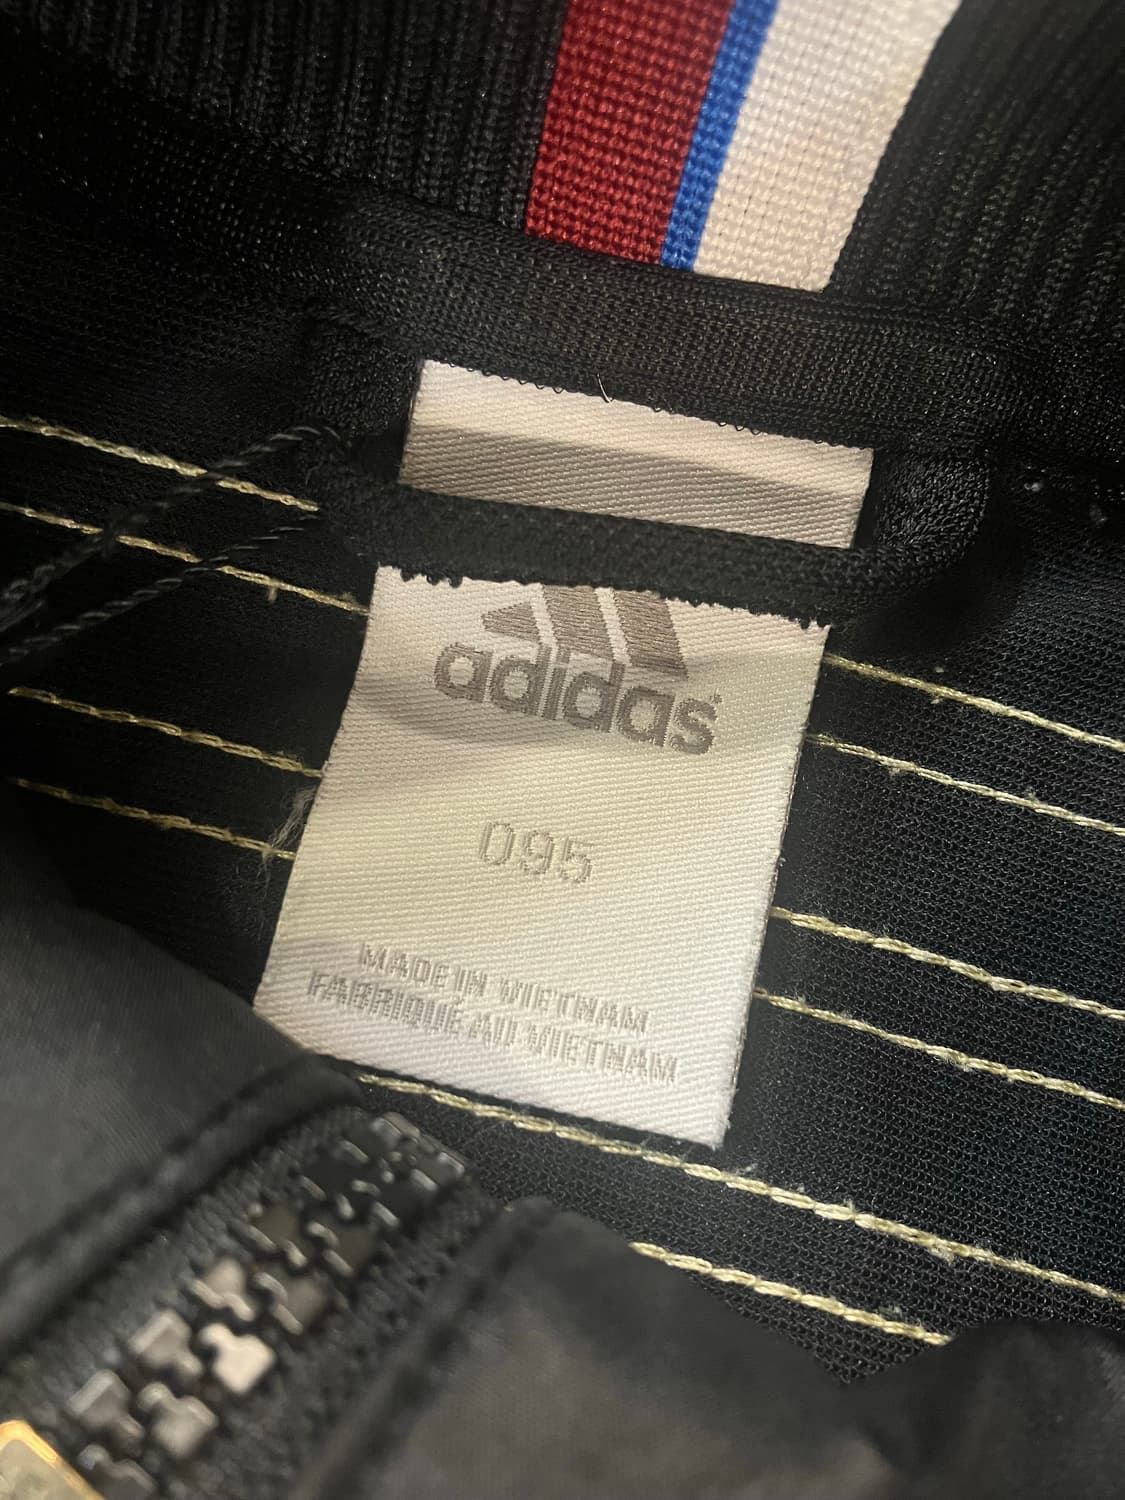 adidas
095
MADE IN VIETNAM
FABRIQUÉ AU VIETNAM